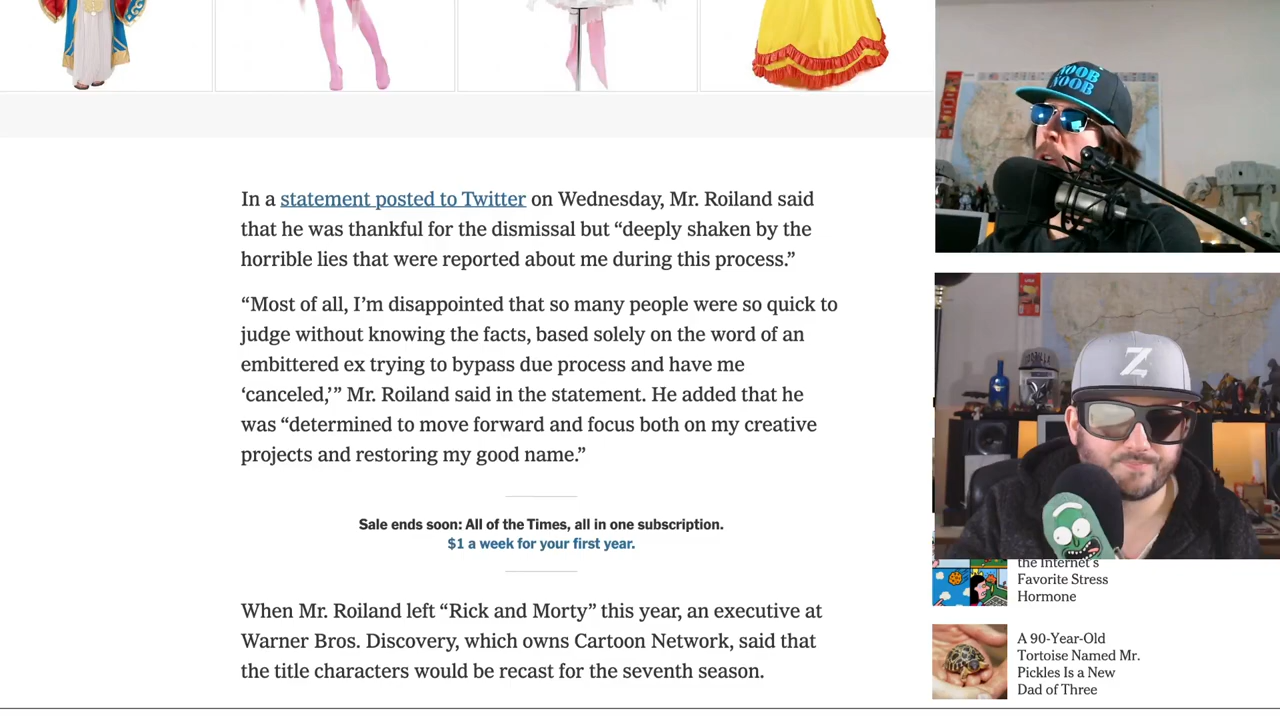 In a statement posted to Twitter on Wednesday, Mr. Roiland said
that he was thankful for the dismissal but “deeply shaken by the
horrible lies that were reported about me during this process.”
“Most of all, I’m disappointed that so many people were so quick to
judge without knowing the facts, based solely on the word of an
embittered ex trying to bypass due process and have me
‘canceled,’” Mr. Roiland said in the statement. He added that he
was “determined to move forward and focus both on my creative
projects and restoring my good name.”
Sale ends soon: All of the Times, all in one subscription.
$1 a week for your first year.
When Mr. Roiland left “Rick and Morty” this year, an executive at
Warner Bros. Discovery, which owns Cartoon Network, said that
the title characters would be recast for the seventh season.
NOOB
NOOB
Z
the Internet’s
Favorite Stress
Hormone
A 90-Year-Old
Tortoise Named Mr.
Pickles Is a New
Dad of Three